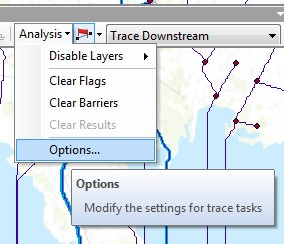 Analysis Trace Downstream
Disable Layers
Clear Flags
Clear Barriers
Clear Results
Options...
Options
Modify the settings for trace tasks